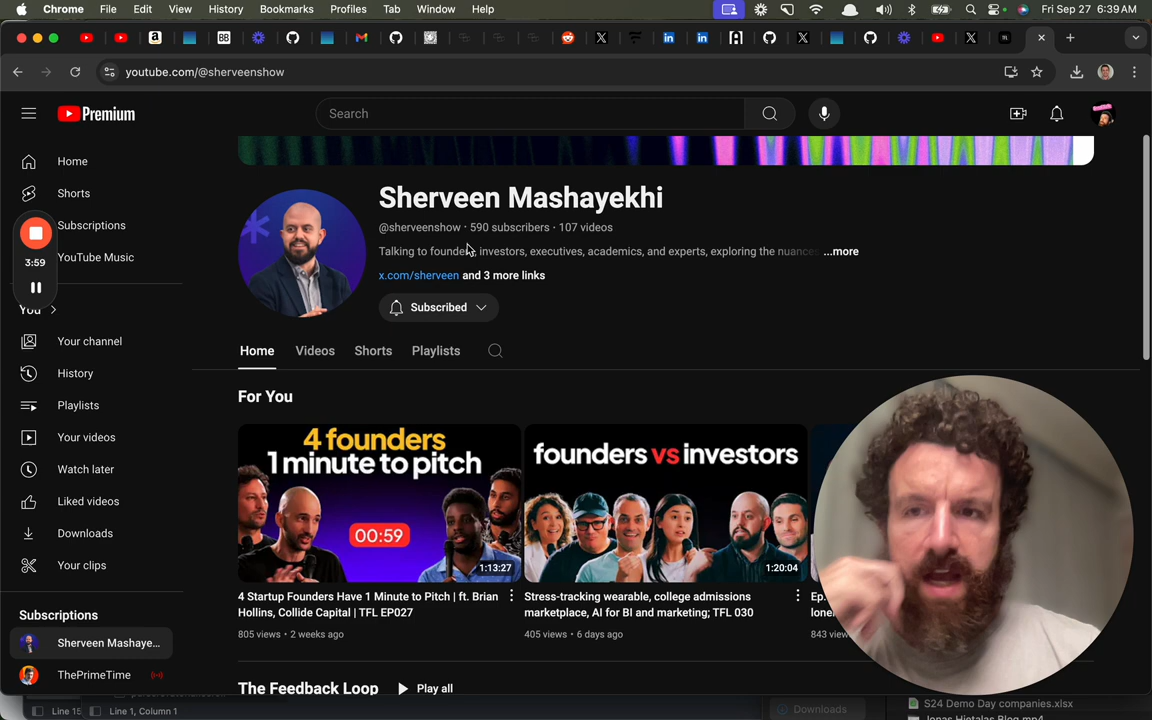 Chrome File Edit View History Bookmarks Profiles Tab Window Help Fri Sep 27 6:39 AM
youtube.com/@sherveenshow
Premium
Search
Home
Shorts
Subscriptions
YouTube Music
3:59
You
Your channel
History
Playlists
Your videos
Watch later
Liked videos
Downloads
Your clips
Subscriptions
Sherveen Mashaye...
ThePrimeTime
Sherveen Mashayekhi
@sherveenshow · 590 subscribers · 107 videos
Talking to founders, investors, executives, academics, and experts, exploring the nuances ...more
x.com/sherveen and 3 more links
Subscribed
Home Videos Shorts Playlists
For You
4 founders
1 minute to pitch
00:59
1:13:27
4 Startup Founders Have 1 Minute to Pitch | ft. Brian
Hollins, Collide Capital | TFL EP027
805 views · 2 weeks ago
founders vs investors
1:20:04
Stress-tracking wearable, college admissions
marketplace, AI for BI and marketing; TFL 030
405 views · 6 days ago
Ep.
lone
843 view
The Feedback Loop Play all
Line 15
Line 1, Column 1
Downloads
S24 Demo Day companies.xlsx
Jonas Hietalas Blog.mp4